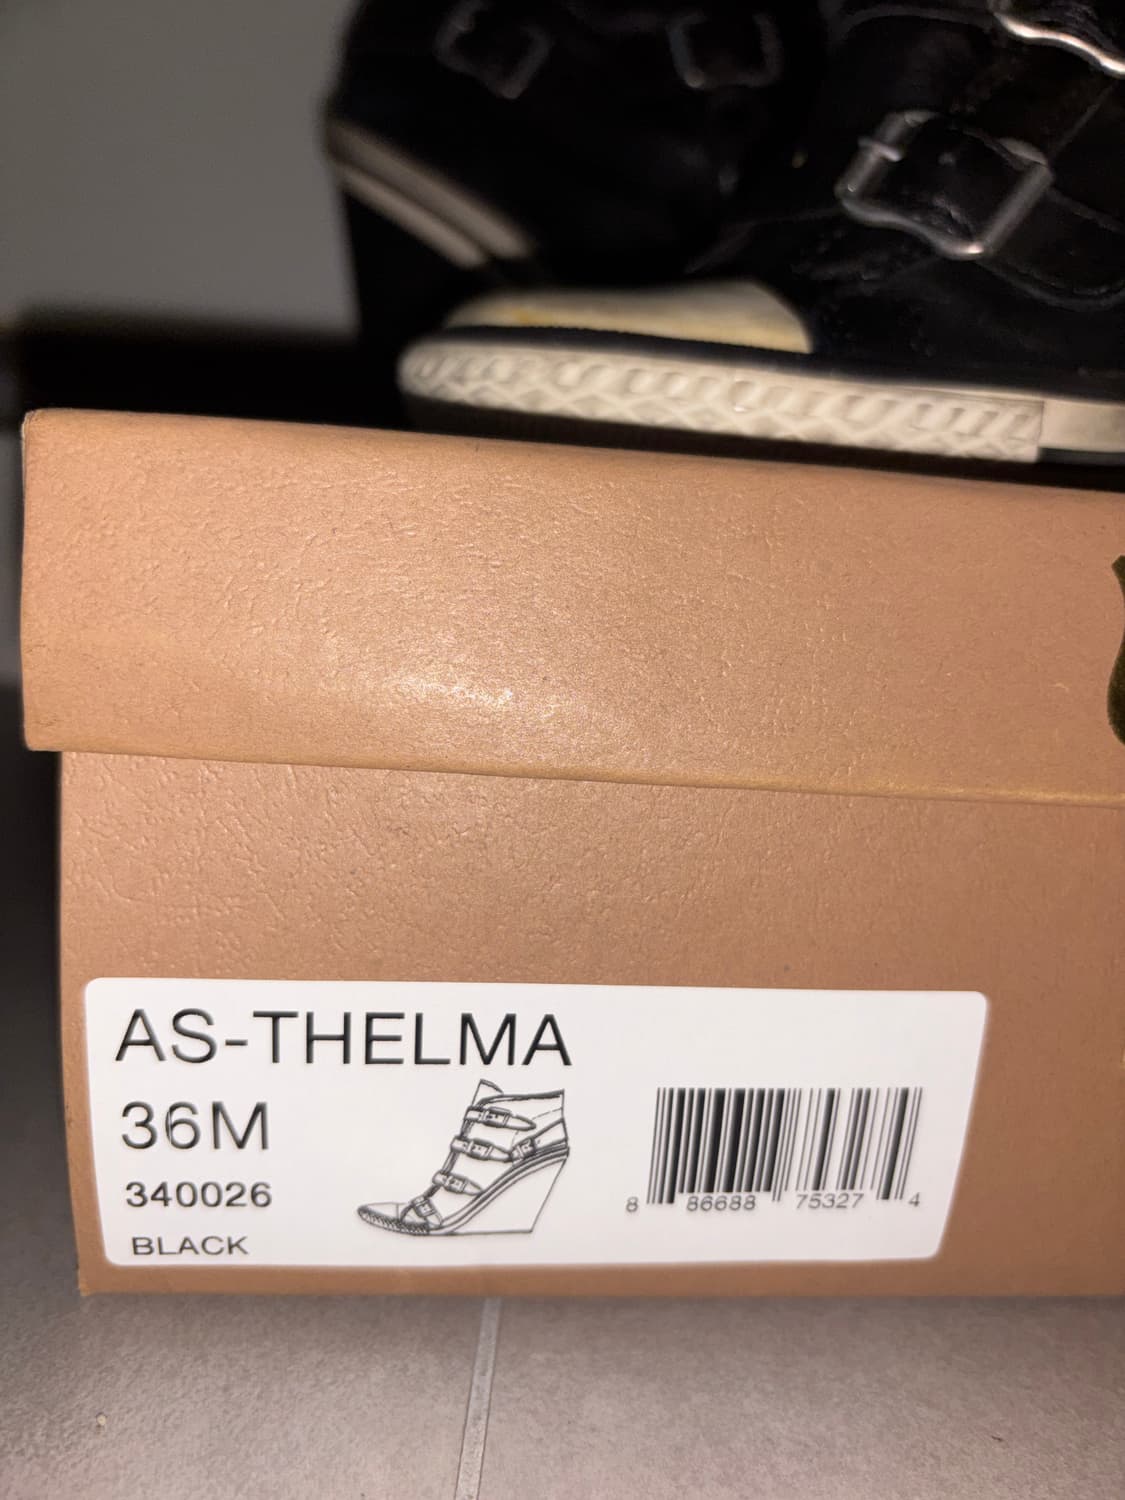 AS-THELMA
36M
340026
BLACK
8 86688 75327 4